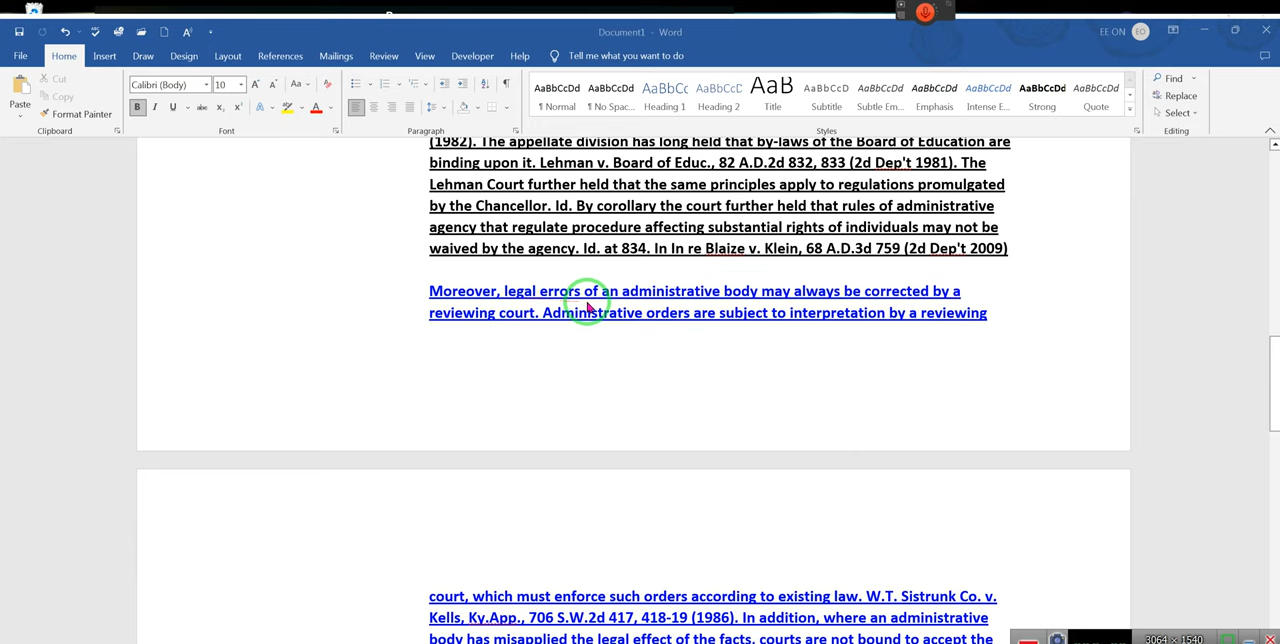 Document1 - Word
EE ON
EO
File Home Insert Draw Design Layout References Mailings Review View Developer Help Tell me what you want to do
Paste
Cut
Copy
Format Painter
Calibri (Body) 10
AaBbCcDd AaBbCcDd AaBbCc AaBbCcD AaB AaBbCcD AaBbCcDd AaBbCcDd AaBbCcDd AaBbCcDd AaBbCcDd
¶ Normal ¶ No Spac... Heading 1 Heading 2 Title Subtitle Subtle Em... Emphasis Intense E... Strong Quote
Find
Replace
Select
Clipboard Font Paragraph Styles Editing
(1982). The appellate division has long held that by-laws of the Board of Education are
binding upon it. Lehman v. Board of Educ., 82 A.D.2d 832, 833 (2d Dep't 1981). The
Lehman Court further held that the same principles apply to regulations promulgated
by the Chancellor. Id. By corollary the court further held that rules of administrative
agency that regulate procedure affecting substantial rights of individuals may not be
waived by the agency. Id. at 834. In In re Blaize v. Klein, 68 A.D.3d 759 (2d Dep't 2009)
Moreover, legal errors of an administrative body may always be corrected by a
reviewing court. Administrative orders are subject to interpretation by a reviewing
court, which must enforce such orders according to existing law. W.T. Sistrunk Co. v.
Kells, Ky.App., 706 S.W.2d 417, 418-19 (1986). In addition, where an administrative
body has misapplied the legal effect of the facts, courts are not bound to accept the
3064 × 1540